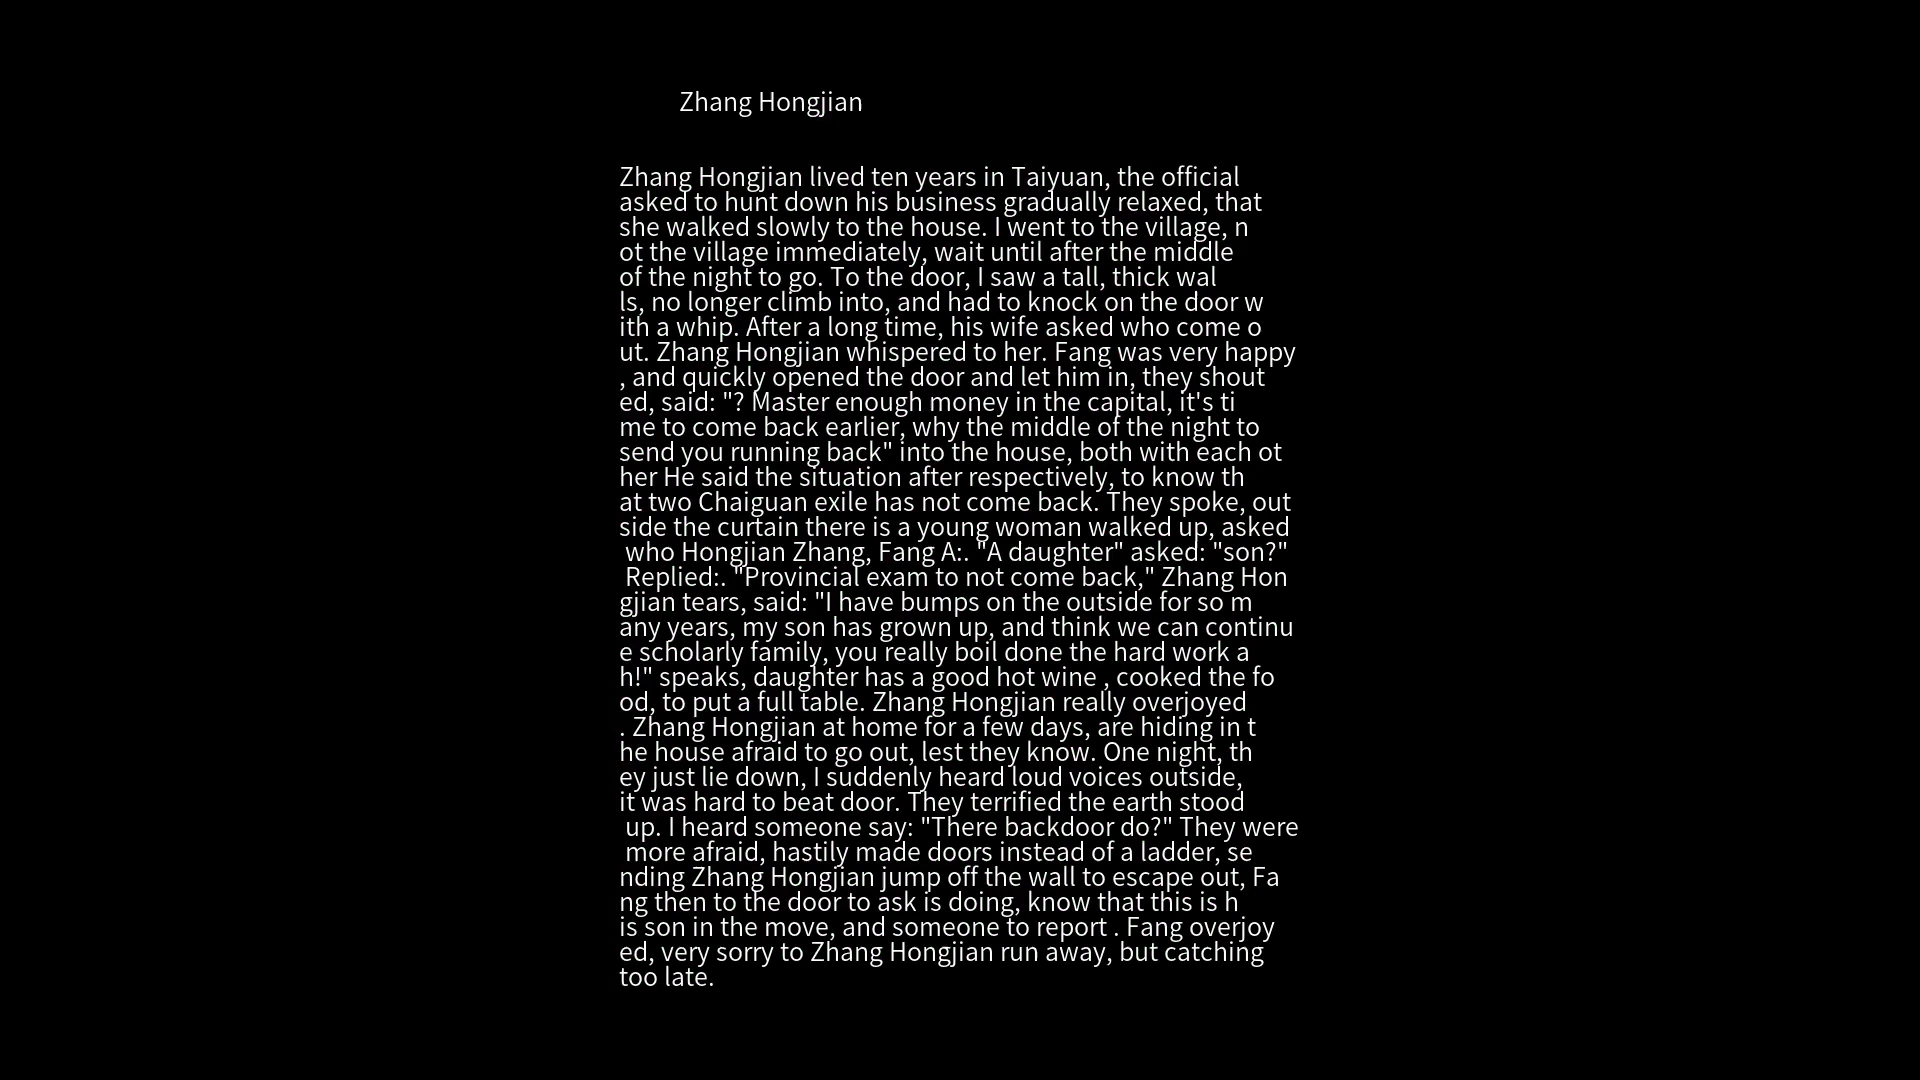 Zhang Hongjian
Zhang Hongjian lived ten years in Taiyuan, the official
asked to hunt down his business gradually relaxed, that
she walked slowly to the house. I went to the village, n
ot the village immediately, wait until after the middle
of the night to go. To the door, I saw a tall, thick wal
ls, no longer climb into, and had to knock on the door w
ith a whip. After a long time, his wife asked who come o
ut. Zhang Hongjian whispered to her. Fang was very happy
, and quickly opened the door and let him in, they shout
ed, said: "? Master enough money in the capital, it's ti
me to come back earlier, why the middle of the night to
send you running back" into the house, both with each ot
her He said the situation after respectively, to know th
at two Chaiguan exile has not come back. They spoke, out
side the curtain there is a young woman walked up, asked
who Hongjian Zhang, Fang A:. "A daughter" asked: "son?"
Replied:. "Provincial exam to not come back," Zhang Hon
gjian tears, said: "I have bumps on the outside for so m
any years, my son has grown up, and think we can continu
e scholarly family, you really boil done the hard work a
h!" speaks, daughter has a good hot wine , cooked the fo
od, to put a full table. Zhang Hongjian really overjoyed
. Zhang Hongjian at home for a few days, are hiding in t
he house afraid to go out, lest they know. One night, th
ey just lie down, I suddenly heard loud voices outside,
it was hard to beat door. They terrified the earth stood
up. I heard someone say: "There backdoor do?" They were
more afraid, hastily made doors instead of a ladder, se
nding Zhang Hongjian jump off the wall to escape out, Fa
ng then to the door to ask is doing, know that this is h
is son in the move, and someone to report . Fang overjoy
ed, very sorry to Zhang Hongjian run away, but catching
too late.